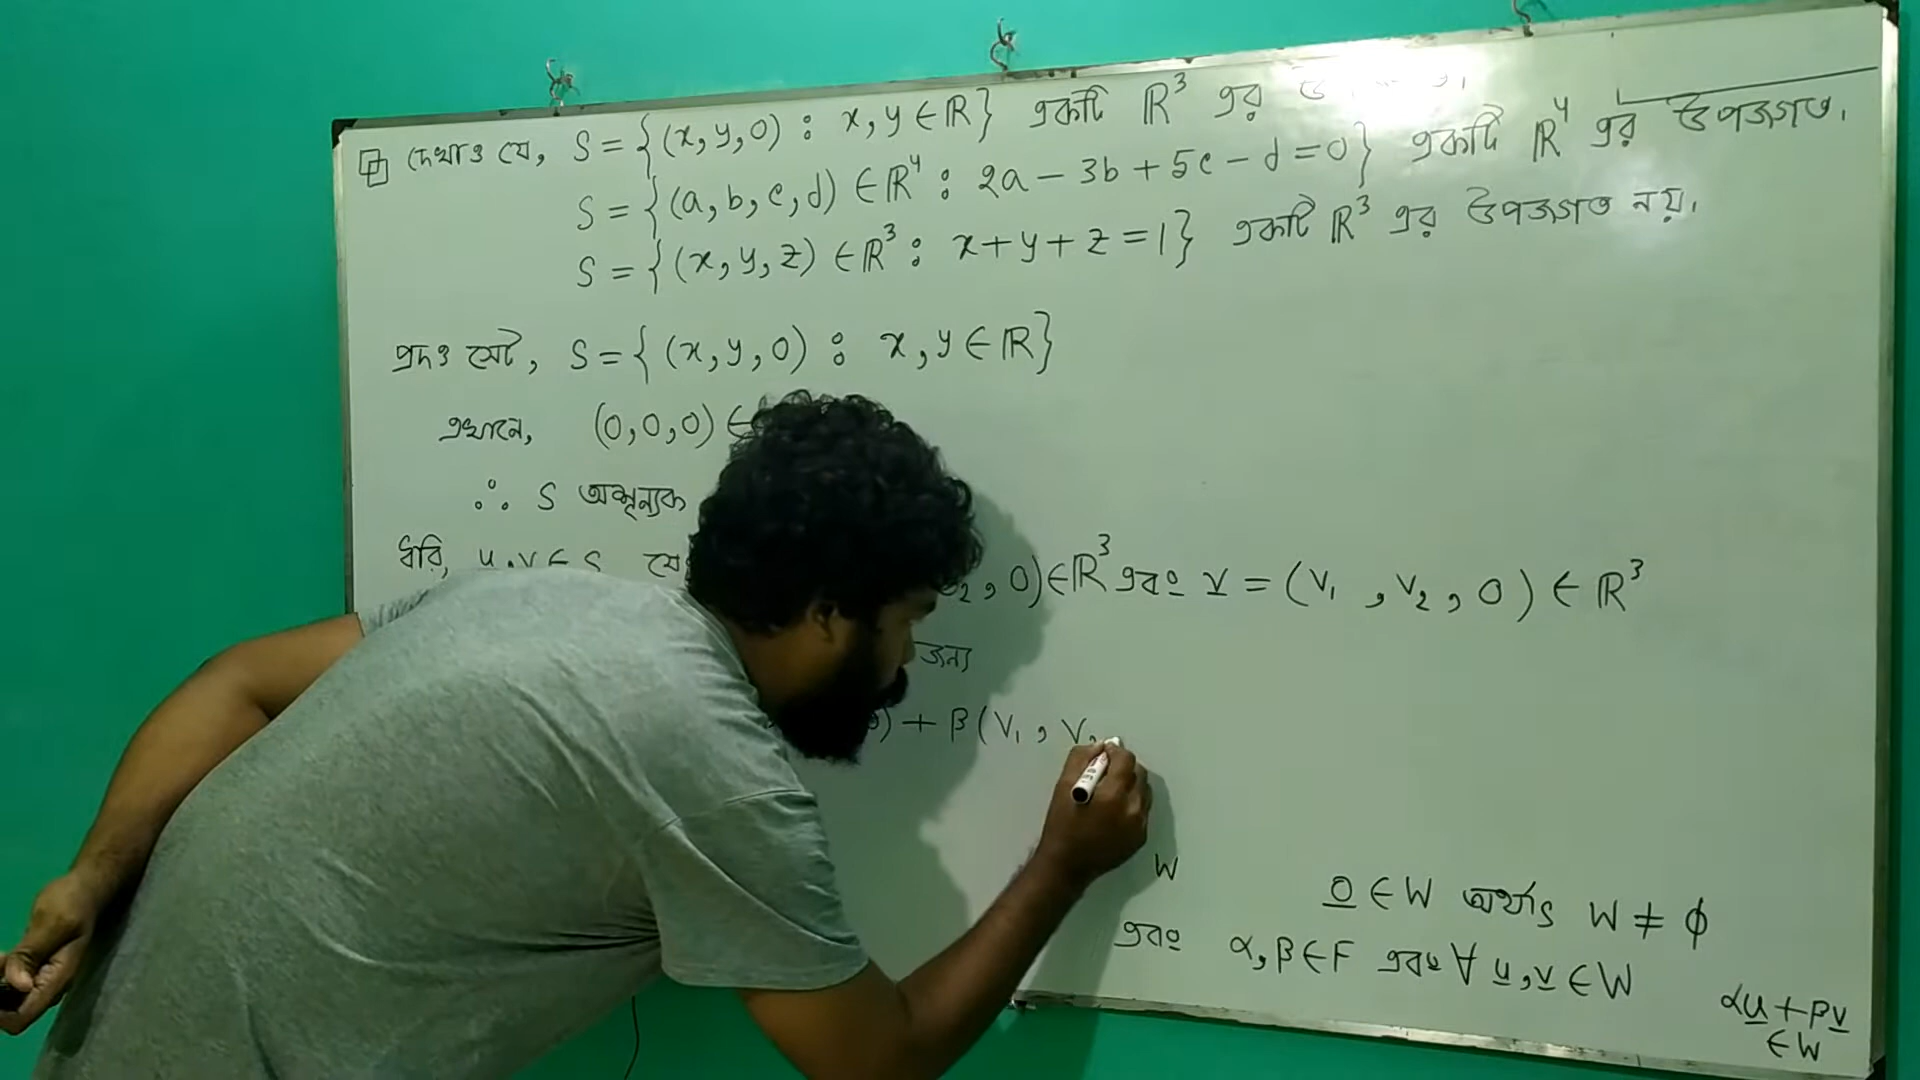 দেখাও যে, S = {(x, y, 0) : x, y ∈ ℝ} একটি ℝ³ এর
S = {(a, b, c, d) ∈ ℝ⁴ : 2a − 3b + 5c − d = 0} একটি ℝ⁴ এর উপজগত।
S = {(x, y, z) ∈ ℝ³ : x + y + z = 1} একটি ℝ³ এর উপজগত নয়।
প্রদত্ত সেট, S = {(x, y, 0) : x, y ∈ ℝ}
এখানে, (0, 0, 0) ∈
∴ S অশূন্যক
ধরি, u, v ∈ S , 0) ∈ ℝ³ এবং v = (v₁ , v₂ , 0) ∈ ℝ³
জন্য
) + β (v₁ , v₂
W
0 ∈ W অর্থাৎ W ≠ ϕ
এবং α, β ∈ F এবং ∀ u, v ∈ W
αu + βv
∈ W